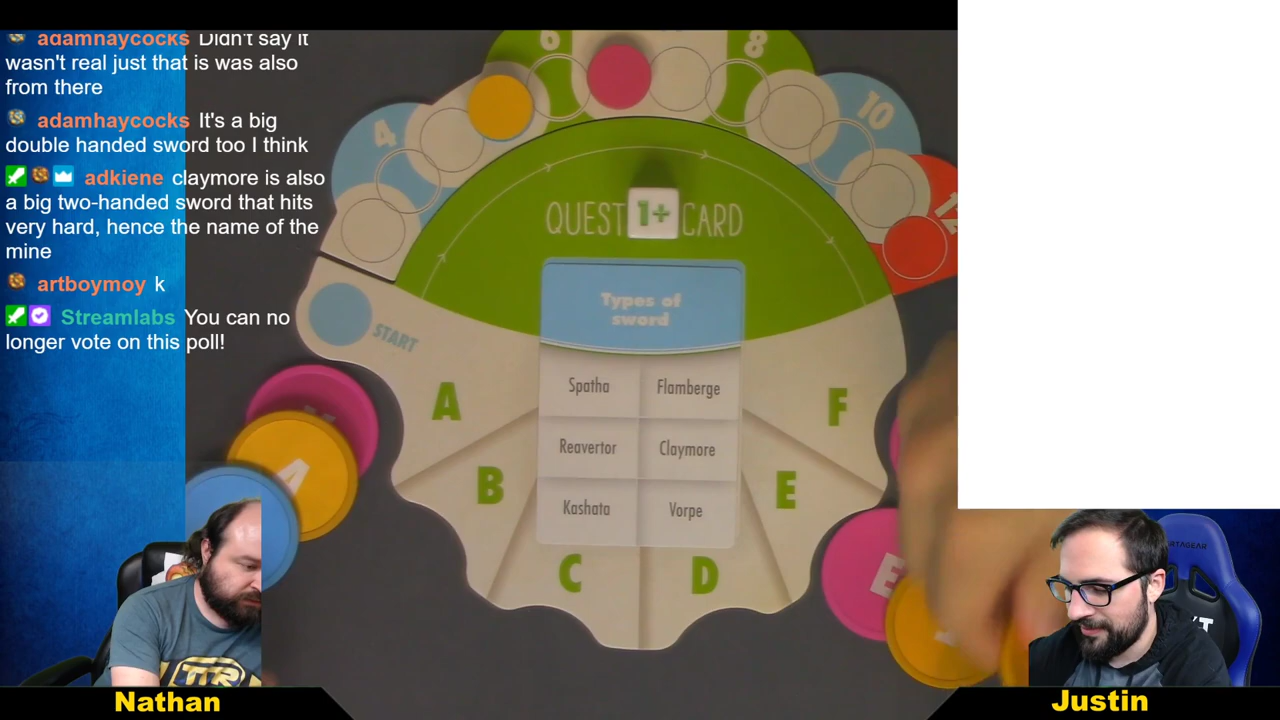 adamhaycocks Didn't say it
wasn't real just that is was also
from there
adamhaycocks It's a big
double handed sword too I think
adkiene claymore is also
a big two-handed sword that hits
very hard, hence the name of the
mine
artboymoy k
Streamlabs You can no
longer vote on this poll!
4
6
8
10
12
QUEST 1+ CARD
START
Types of
sword
Spatha Flamberge
Reavertor Claymore
Kashata Vorpe
A
B
C
D
E
F
A
E
Nathan
Justin